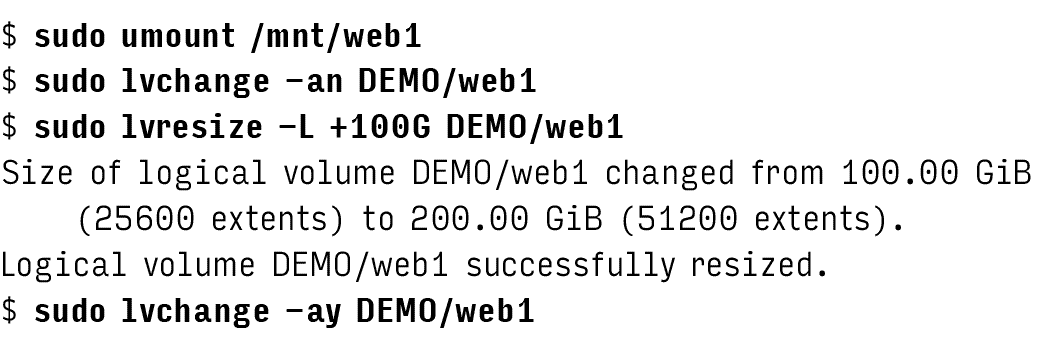 $ sudo umount /mnt/web1
$ sudo lvchange -an DEMO/web1
$ sudo lvresize -L +100G DEMO/web1
Size of logical volume DEMO/web1 changed from 100.00 GiB
(25600 extents) to 200.00 GiB (51200 extents).
Logical volume DEMO/web1 successfully resized.
$ sudo lvchange -ay DEMO/web1